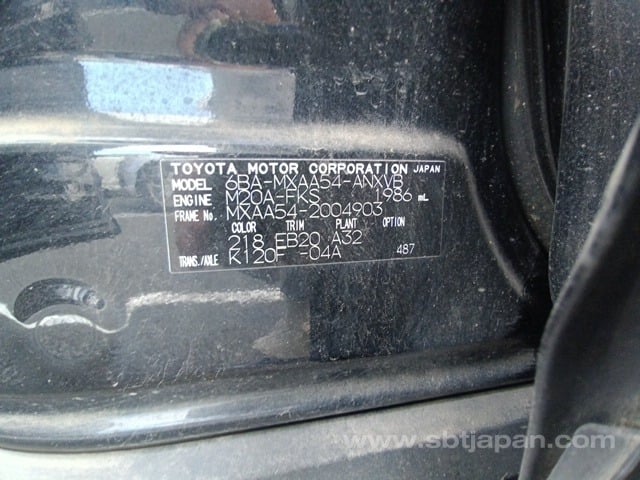 TOYOTA MOTOR CORPORATION JAPAN
MODEL 6BA-MXAA54-ANXVB
ENGINE M20A-FKS 1986 mL
FRAME No. MXAA54-2004903
COLOR TRIM PLANT OPTION
218 EB20 A32
TRANS./AXLE K120F -04A 487
www.sbtjapan.com